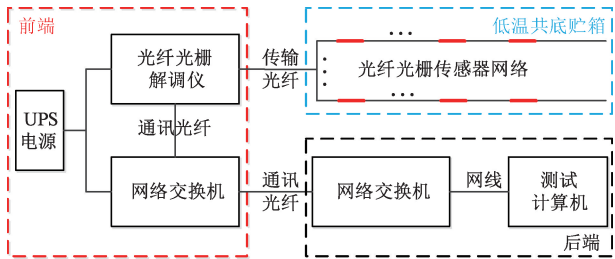 前端
低温共底贮箱
光纤光栅
解调仪
传输
光纤
光纤光栅传感器网络
UPS
电源
通讯光纤
网络交换机
通讯
光纤
网络交换机
网线
测试
计算机
后端